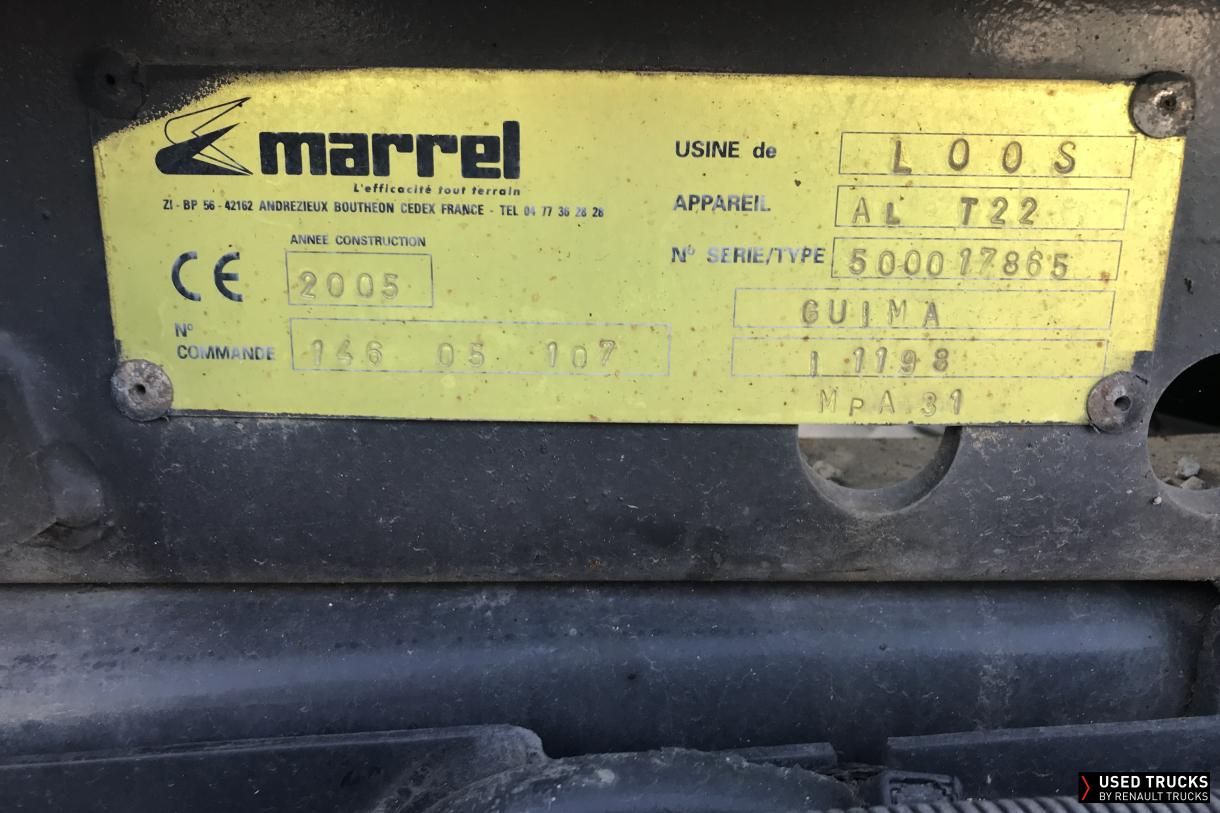 marrel
L'efficacité tout terrain
ZI - BP 56 - 42162 ANDREZIEUX BOUTHEON CEDEX FRANCE - TEL 04 77 36 28 28
CE
ANNEE CONSTRUCTION
2005
N° COMMANDE
146 05 107
USINE de LOOS
APPAREIL AL T22
N° SERIE/TYPE 500017865
GUIMA
I 1198
MPA 31
USED TRUCKS
BY RENAULT TRUCKS